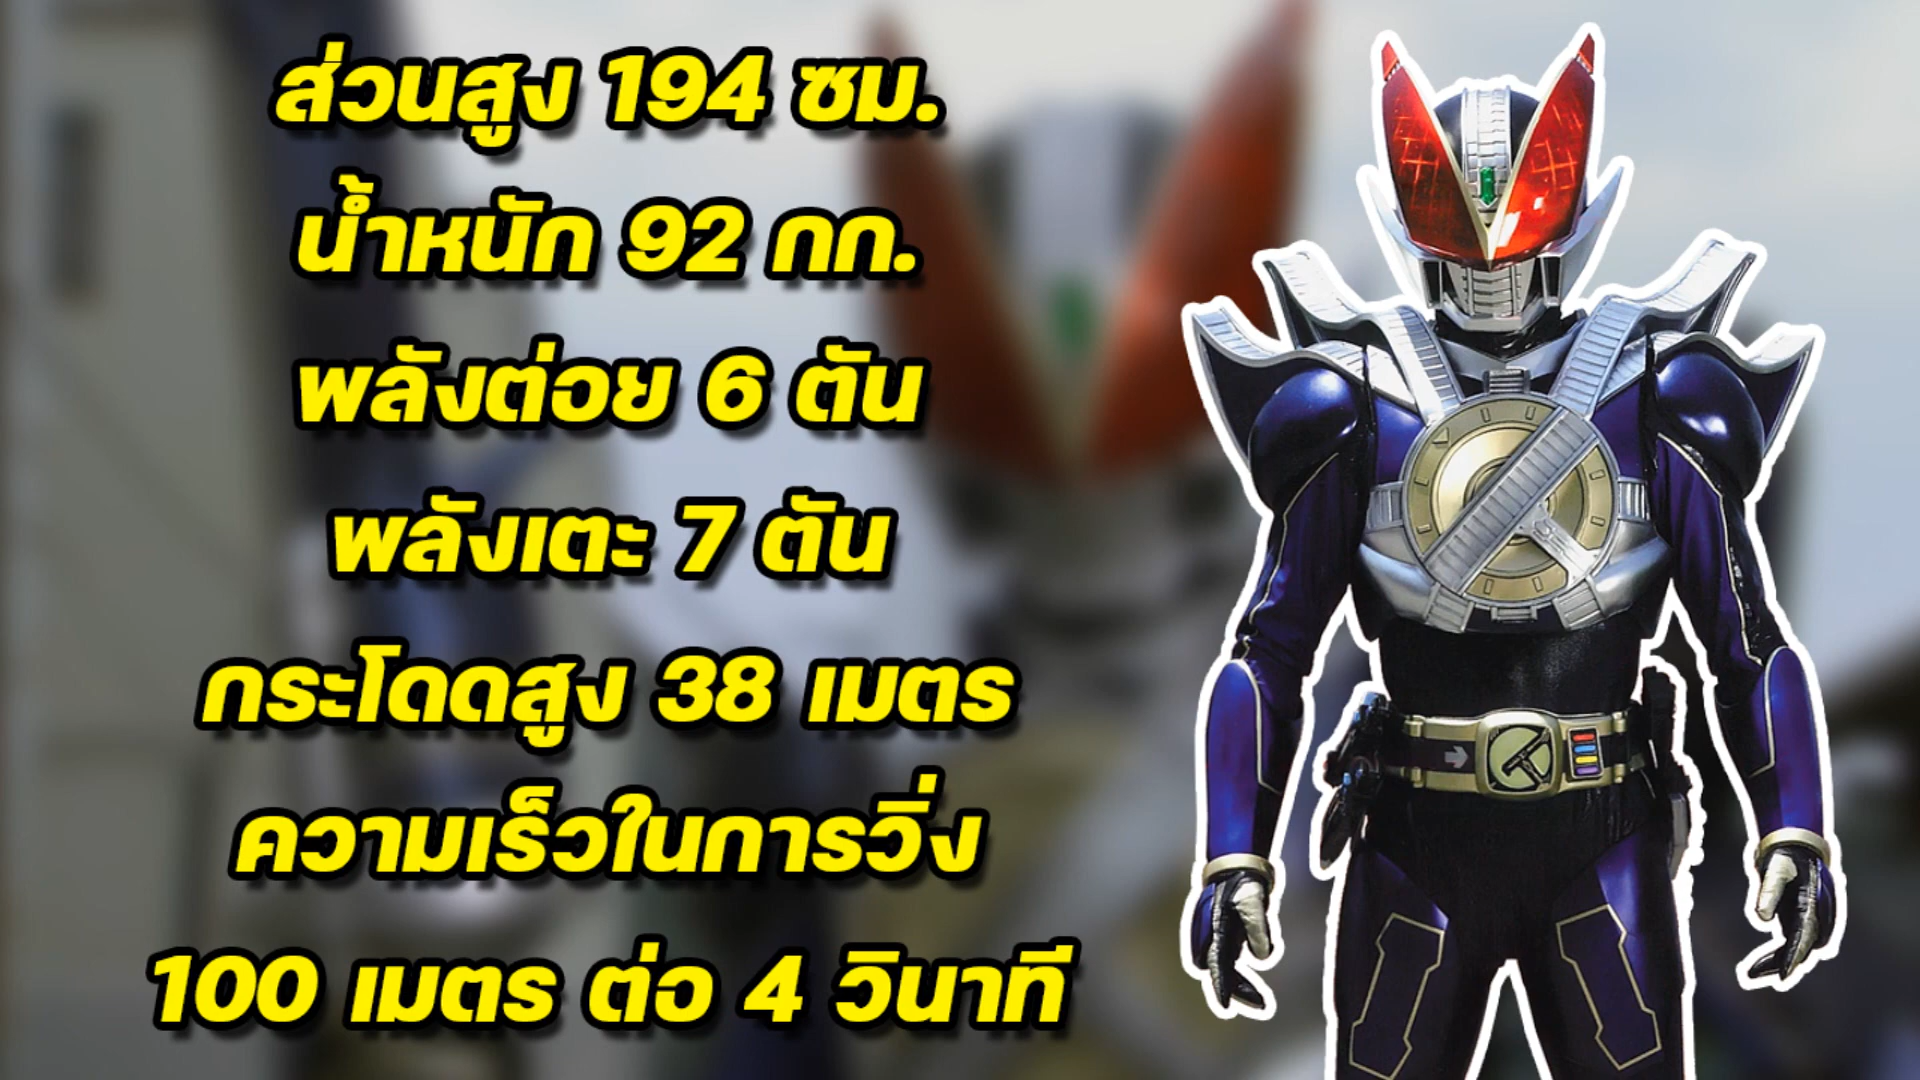 ส่วนสูง 194 ซม.
น้ำหนัก 92 กก.
พลังต่อย 6 ตัน
พลังเตะ 7 ตัน
กระโดดสูง 38 เมตร
ความเร็วในการวิ่ง
100 เมตร ต่อ 4 วินาที